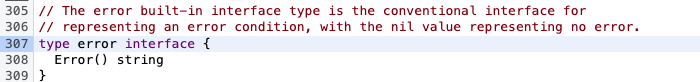 305 // The error built-in interface type is the conventional interface for
306 // representing an error condition, with the nil value representing no error.
307 type error interface {
308   Error() string
309 }